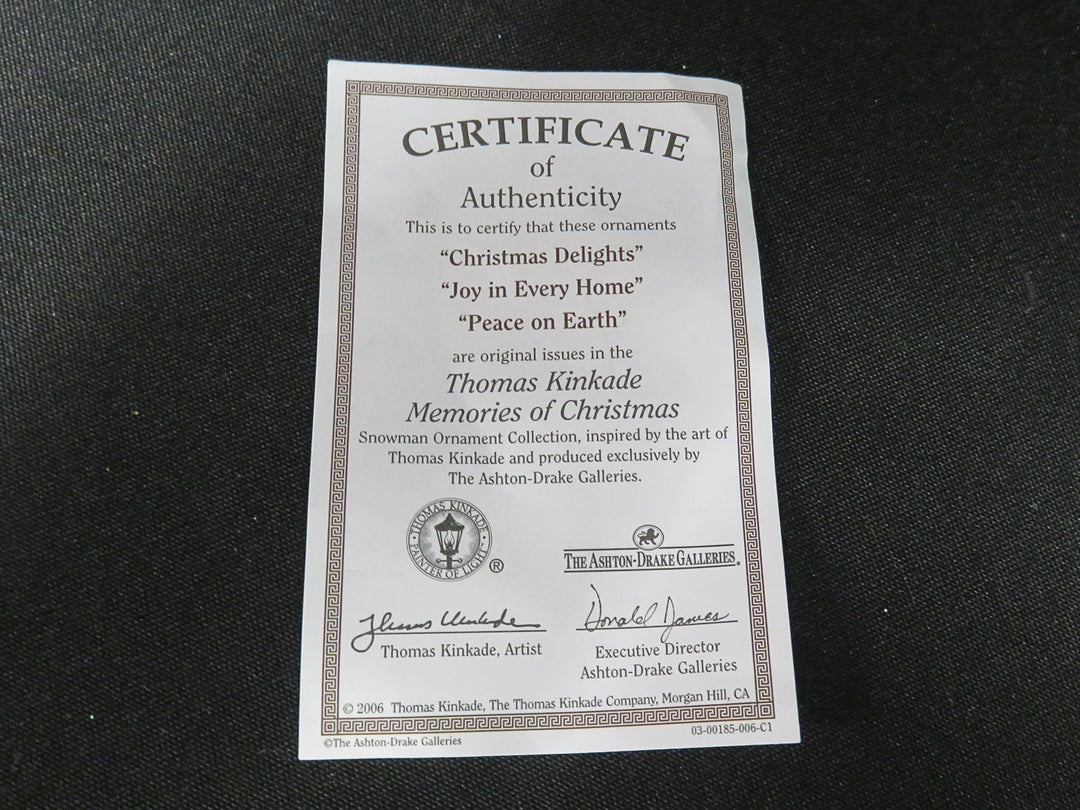 CERTIFICATE
of
Authenticity
This is to certify that these ornaments
“Christmas Delights”
“Joy in Every Home”
“Peace on Earth”
are original issues in the
Thomas Kinkade
Memories of Christmas
Snowman Ornament Collection, inspired by the art of
Thomas Kinkade and produced exclusively by
The Ashton-Drake Galleries.
THOMAS KINKADE
PAINTER OF LIGHT
®
THE ASHTON-DRAKE GALLERIES®
Thomas Kinkade
Thomas Kinkade, Artist
Donald James
Executive Director
Ashton-Drake Galleries
© 2006 Thomas Kinkade, The Thomas Kinkade Company, Morgan Hill, CA
©The Ashton-Drake Galleries
03-00185-006-C1